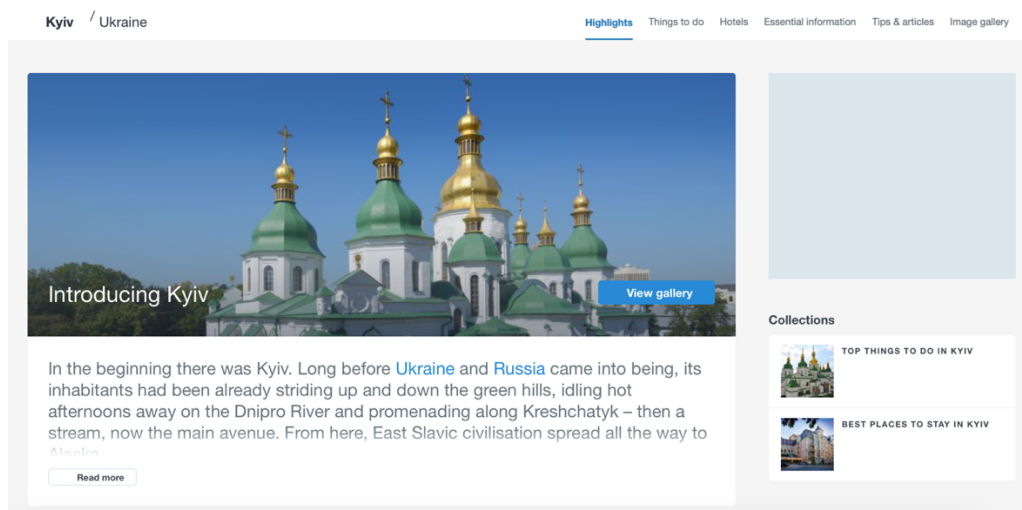 Kyiv / Ukraine
Highlights Things to do Hotels Essential information Tips & articles Image gallery
Introducing Kyiv
View gallery
In the beginning there was Kyiv. Long before Ukraine and Russia came into being, its
inhabitants had been already striding up and down the green hills, idling hot
afternoons away on the Dnipro River and promenading along Kreshchatyk – then a
stream, now the main avenue. From here, East Slavic civilisation spread all the way to
Alaska
Read more
Collections
TOP THINGS TO DO IN KYIV
BEST PLACES TO STAY IN KYIV